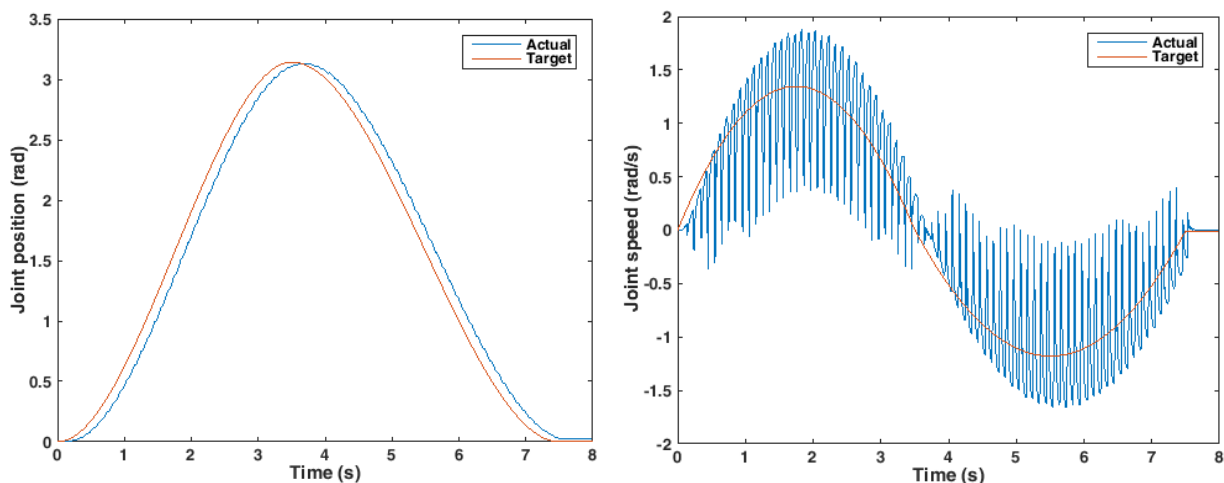 3.5
3
2.5
2
1.5
1
0.5
0
Joint position (rad)
Actual
Target
0 1 2 3 4 5 6 7 8
Time (s)
2
1.5
1
0.5
0
-0.5
-1
-1.5
-2
Joint speed (rad/s)
Actual
Target
0 1 2 3 4 5 6 7 8
Time (s)